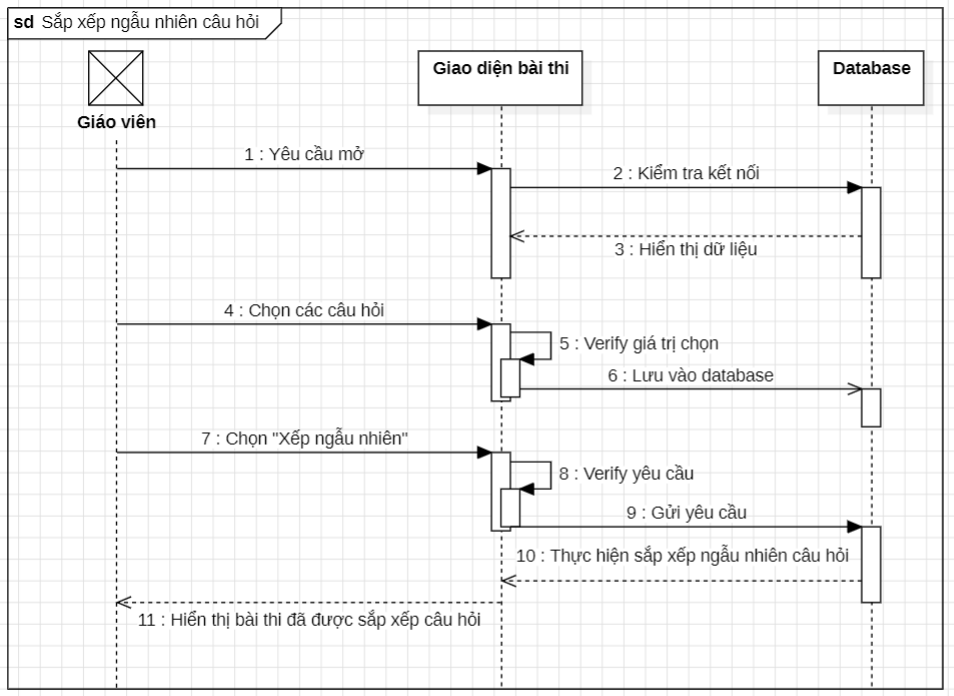 sd Sắp xếp ngẫu nhiên câu hỏi
Giao diện bài thi
Database
Giáo viên
1 : Yêu cầu mở
2 : Kiểm tra kết nối
3 : Hiển thị dữ liệu
4 : Chọn các câu hỏi
5 : Verify giá trị chọn
6 : Lưu vào database
7 : Chọn "Xếp ngẫu nhiên"
8 : Verify yêu cầu
9 : Gửi yêu cầu
10 : Thực hiện sắp xếp ngẫu nhiên câu hỏi
11 : Hiển thị bài thi đã được sắp xếp câu hỏi